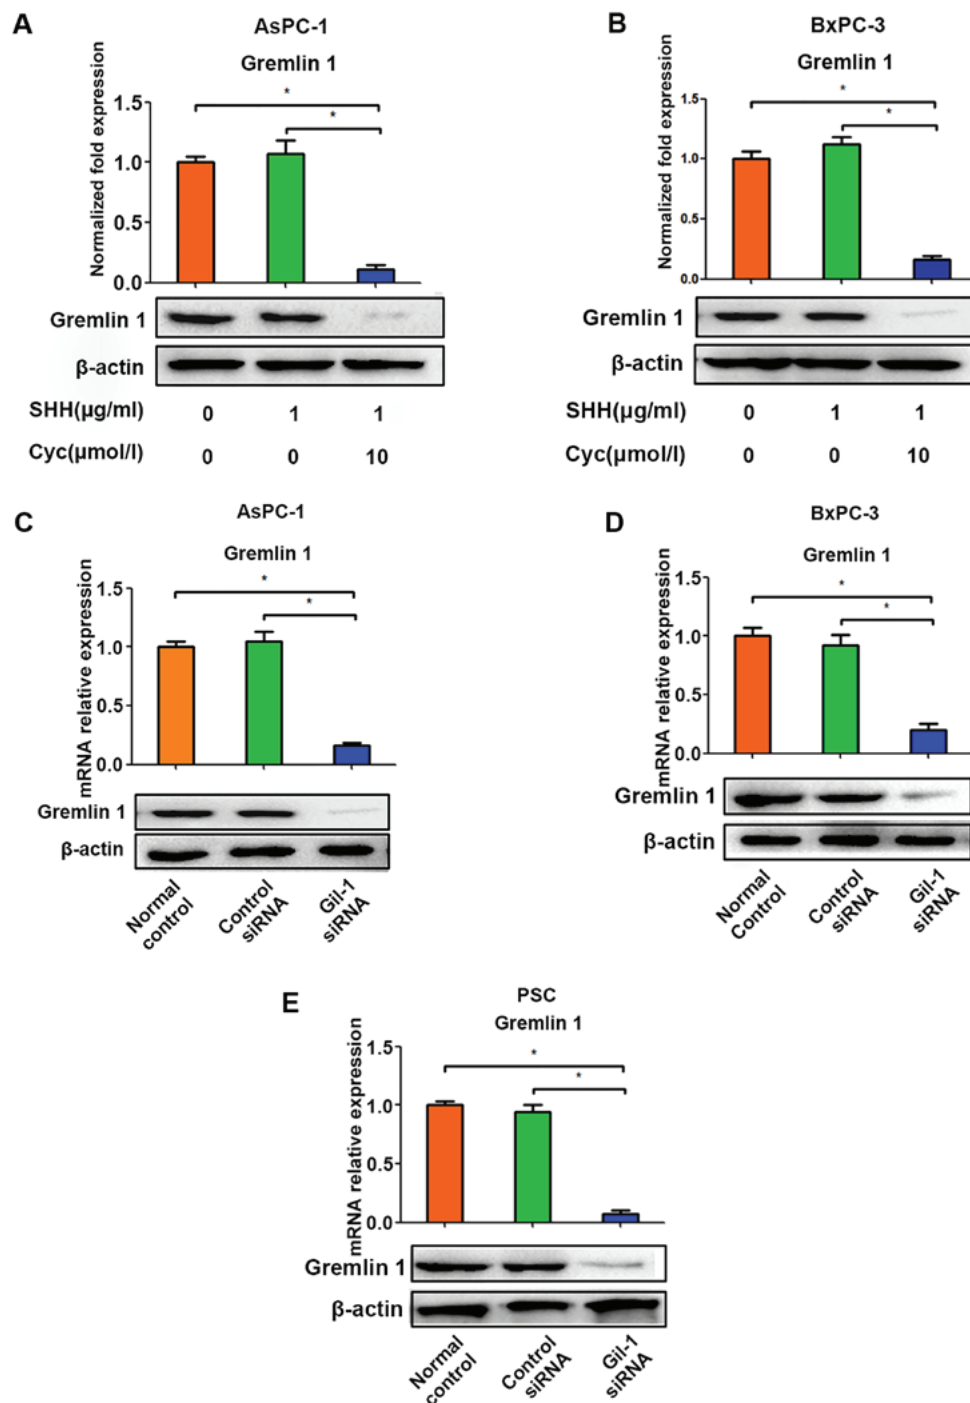 A
AsPC-1
Gremlin 1
Normalized fold expression
1.5
1.0
0.5
0.0
*
*
Gremlin 1
β-actin
SHH(μg/ml) 0 1 1
Cyc(μmol/l) 0 0 10
B
BxPC-3
Gremlin 1
Normalized fold expression
1.5
1.0
0.5
0.0
*
*
Gremlin 1
β-actin
SHH(μg/ml) 0 1 1
Cyc(μmol/l) 0 0 10
C
AsPC-1
Gremlin 1
mRNA relative expression
1.5
1.0
0.5
0.0
*
*
Gremlin 1
β-actin
Normal
control
Control
siRNA
Gil-1
siRNA
D
BxPC-3
Gremlin 1
mRNA relative expression
1.5
1.0
0.5
0.0
*
*
Gremlin 1
β-actin
Normal
Control
Control
siRNA
Gil-1
siRNA
E
PSC
Gremlin 1
mRNA relative expression
1.5
1.0
0.5
0.0
*
*
Gremlin 1
β-actin
Normal
control
Control
siRNA
Gil-1
siRNA